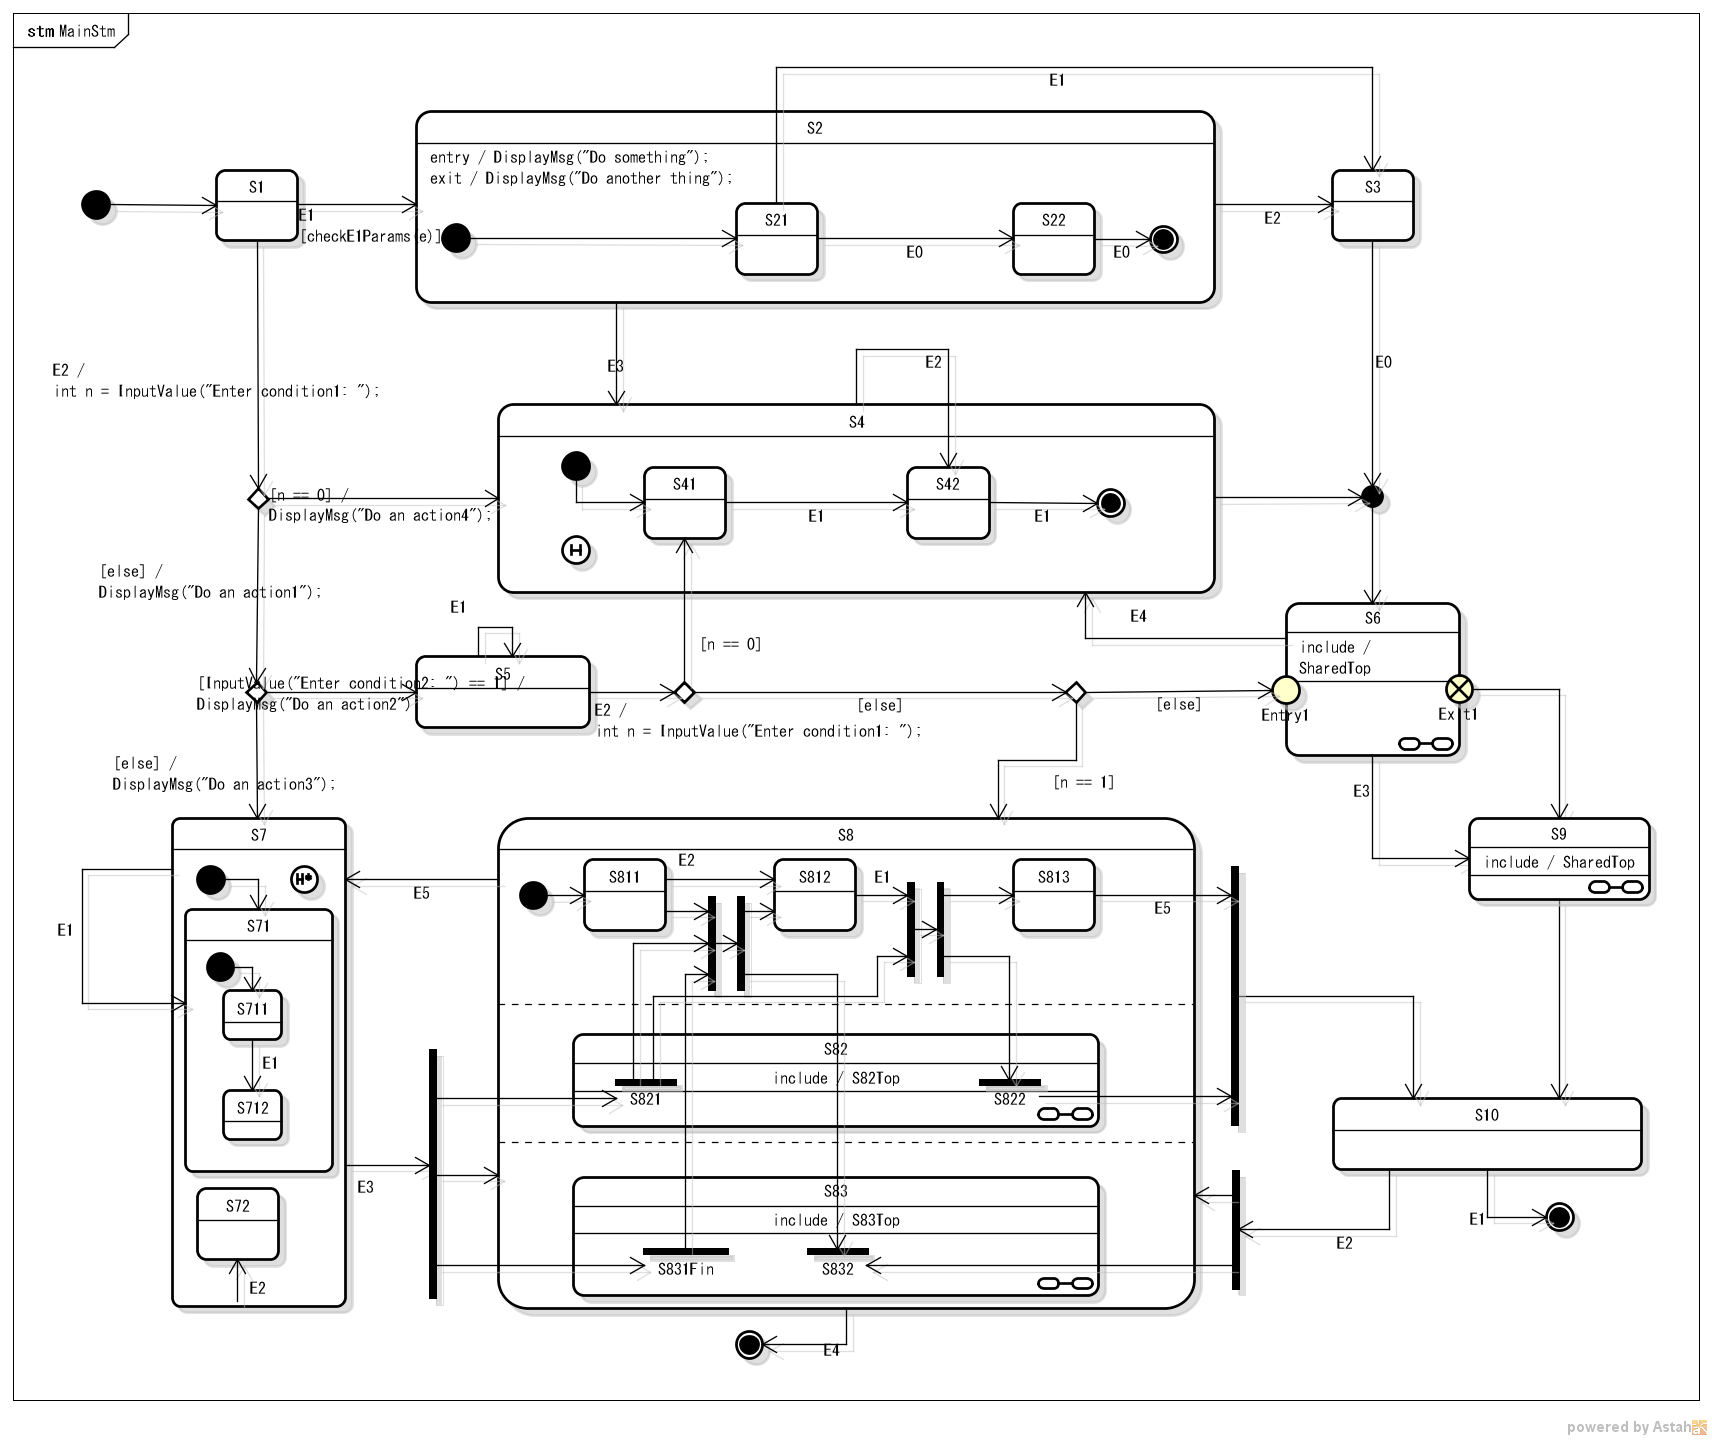 stm MainStm
E1
S2
entry / DisplayMsg("Do something");
exit / DisplayMsg("Do another thing");
S1
S3
E1
[checkE1Params(e)]
S21
S22
E2
E0
E0
E3
E2
E0
E2 /
int n = InputValue("Enter condition1: ");
S4
S41
S42
[n == 0] /
DisplayMsg("Do an action4");
E1
E1
H
[else] /
DisplayMsg("Do an action1");
E1
E4
S6
include /
SharedTop
[n == 0]
S5
[InputValue("Enter condition2: ") == 1] /
DisplayMsg("Do an action2")
E2 /
int n = InputValue("Enter condition1: ");
[else]
[else]
Entry1
Exit1
[else] /
DisplayMsg("Do an action3");
[n == 1]
E3
S7
S8
S9
include / SharedTop
H*
E5
S811
E2
S812
E1
S813
E5
E1
S71
S711
E1
S712
S82
include / S82Top
S821
S822
S10
E3
S72
E2
S83
include / S83Top
S831Fin
S832
E1
E2
E4
powered by Astah